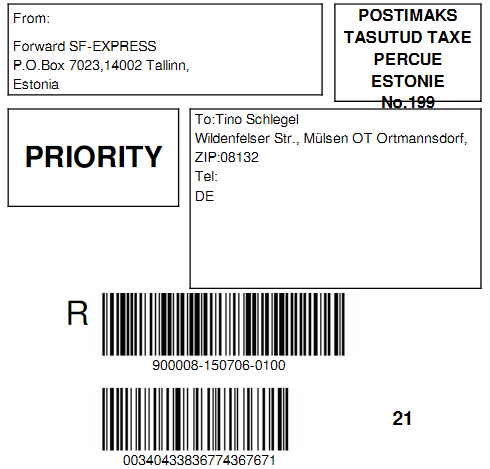 From:
Forward SF-EXPRESS
P.O.Box 7023,14002 Tallinn,
Estonia
POSTIMAKS
TASUTUD TAXE
PERCUE
ESTONIE
No.199
PRIORITY
To:Tino Schlegel
Wildenfelser Str., Mülsen OT Ortmannsdorf,
ZIP:08132
Tel:
DE
R
900008-150706-0100
21
00340433836774367671